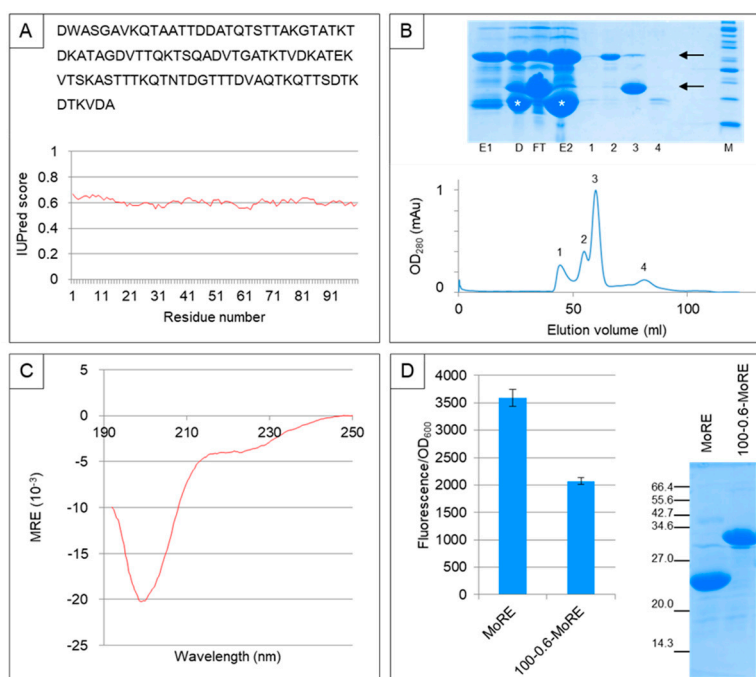 A
DWASGAVKQTAATTDDATQTSTTAKGTATKT
DKATAGDVTTQKTSQADVTGATKTVDKATEK
VTSKASTTTKQTNTDGTTTDVAQTKQTTSDTK
DTKVDA
IUPred score
1
0.8
0.6
0.4
0.2
0
1 11 21 31 41 51 61 71 81 91
Residue number
B
* *
E1 D FT E2 1 2 3 4 M
OD280 (mAu)
1
0
1 2 3 4
0 50 100
Elution volume (ml)
C
MRE (10-3)
0
-5
-10
-15
-20
-25
190 210 230 250
Wavelength (nm)
D
Fluorescence/OD600
4000
3500
3000
2500
2000
1500
1000
500
0
MoRE 100-0.6-MoRE
MoRE 100-0.6-MoRE
66.4
55.6
42.7
34.6
27.0
20.0
14.3